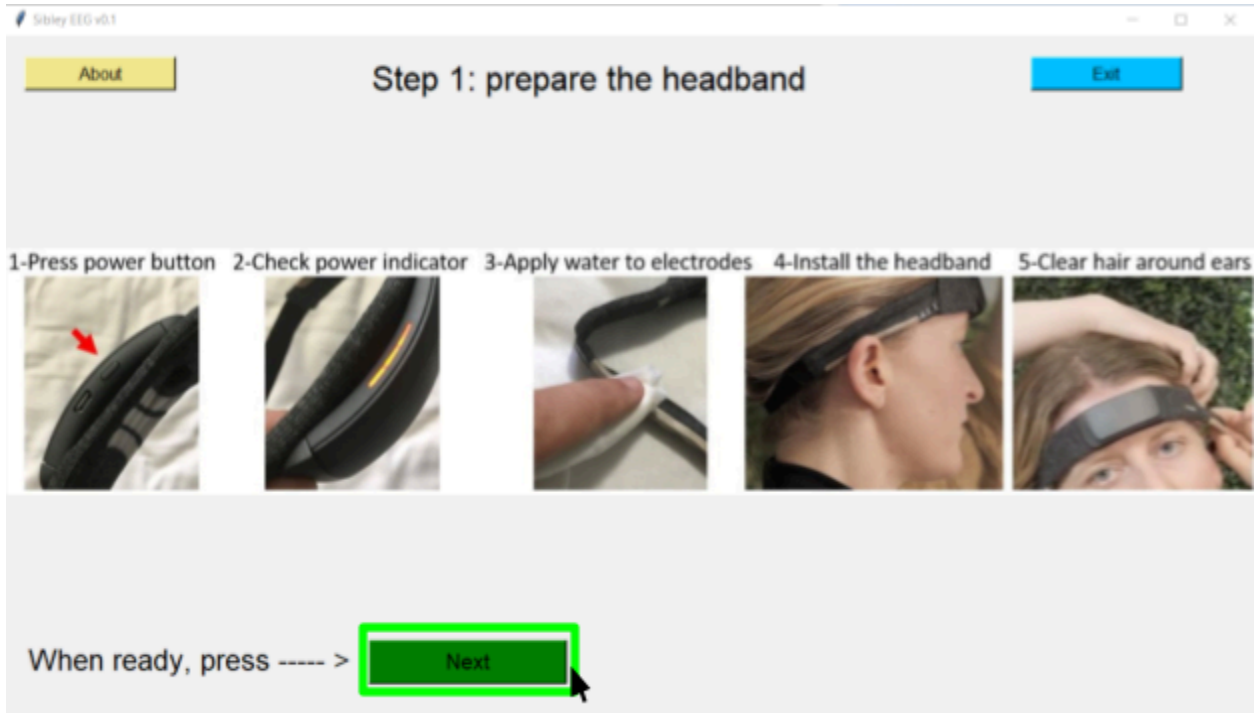 Sibley EEG v0.1
About
Step 1: prepare the headband
Exit
1-Press power button
2-Check power indicator
3-Apply water to electrodes
4-Install the headband
5-Clear hair around ears
When ready, press ----- >
Next